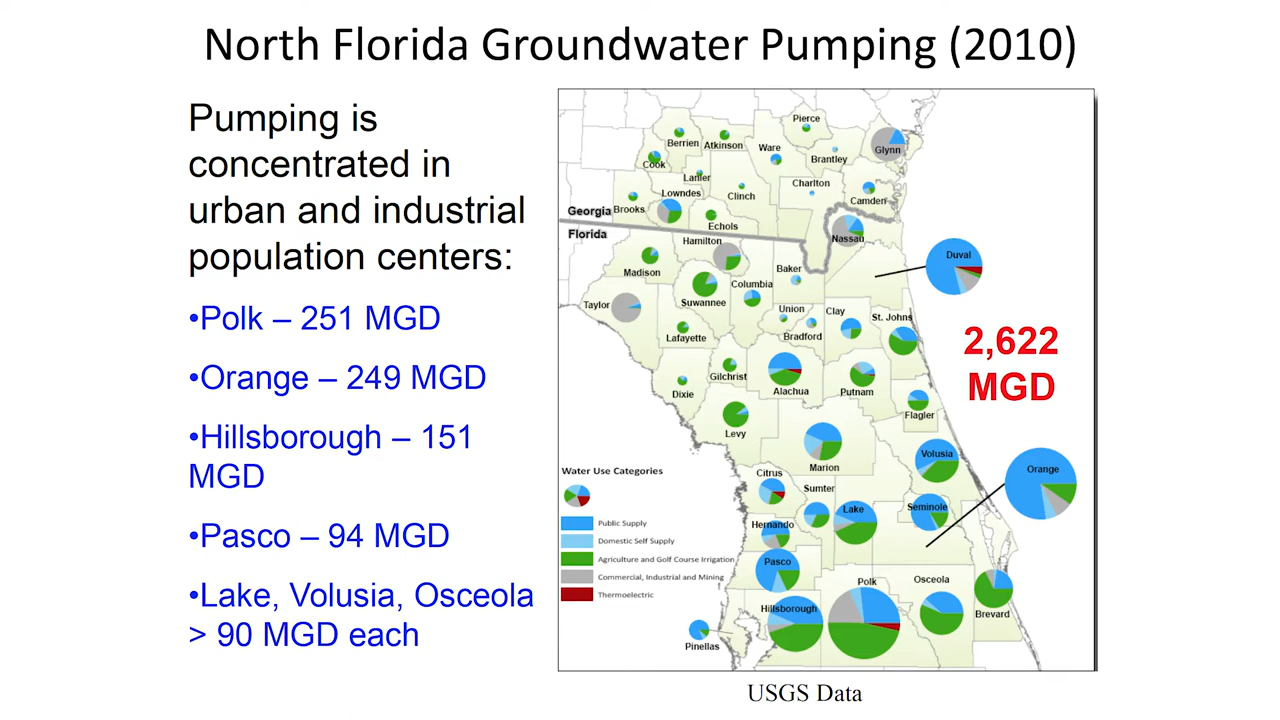 North Florida Groundwater Pumping (2010)
Pumping is
concentrated in
urban and industrial
population centers:
•Polk – 251 MGD
•Orange – 249 MGD
•Hillsborough – 151
MGD
•Pasco – 94 MGD
•Lake, Volusia, Osceola
> 90 MGD each
Pierce
Berrien
Atkinson
Ware
Glynn
Brantley
Cook
Lanier
Charlton
Lowndes
Clinch
Camden
Brooks
Georgia
Echols
Florida
Hamilton
Nassau
Duval
Madison
Baker
Columbia
Suwannee
Taylor
Union
Clay
St. Johns
Bradford
Lafayette
2,622
MGD
Gilchrist
Alachua
Putnam
Dixie
Flagler
Levy
Marion
Volusia
Citrus
Sumter
Orange
Lake
Seminole
Hernando
Pasco
Polk
Osceola
Hillsborough
Brevard
Pinellas
Water Use Categories
Public Supply
Domestic Self Supply
Agriculture and Golf Course Irrigation
Commercial, Industrial and Mining
Thermoelectric
USGS Data